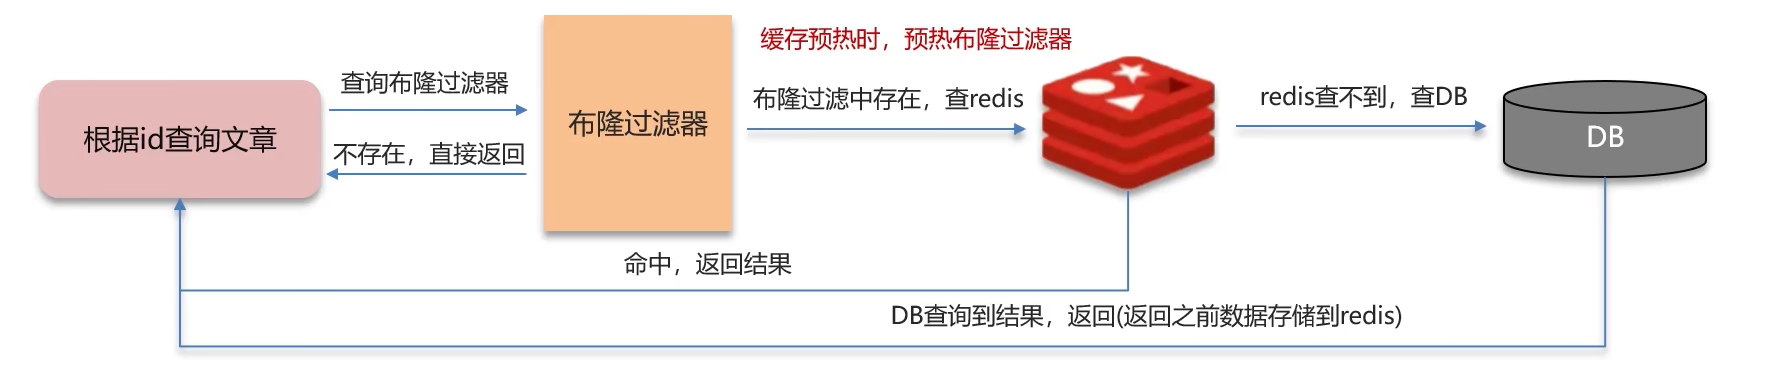 缓存预热时，预热布隆过滤器
查询布隆过滤器
布隆过滤中存在，查redis
redis查不到，查DB
根据id查询文章
布隆过滤器
DB
不存在，直接返回
命中，返回结果
DB查询到结果，返回(返回之前数据存储到redis)